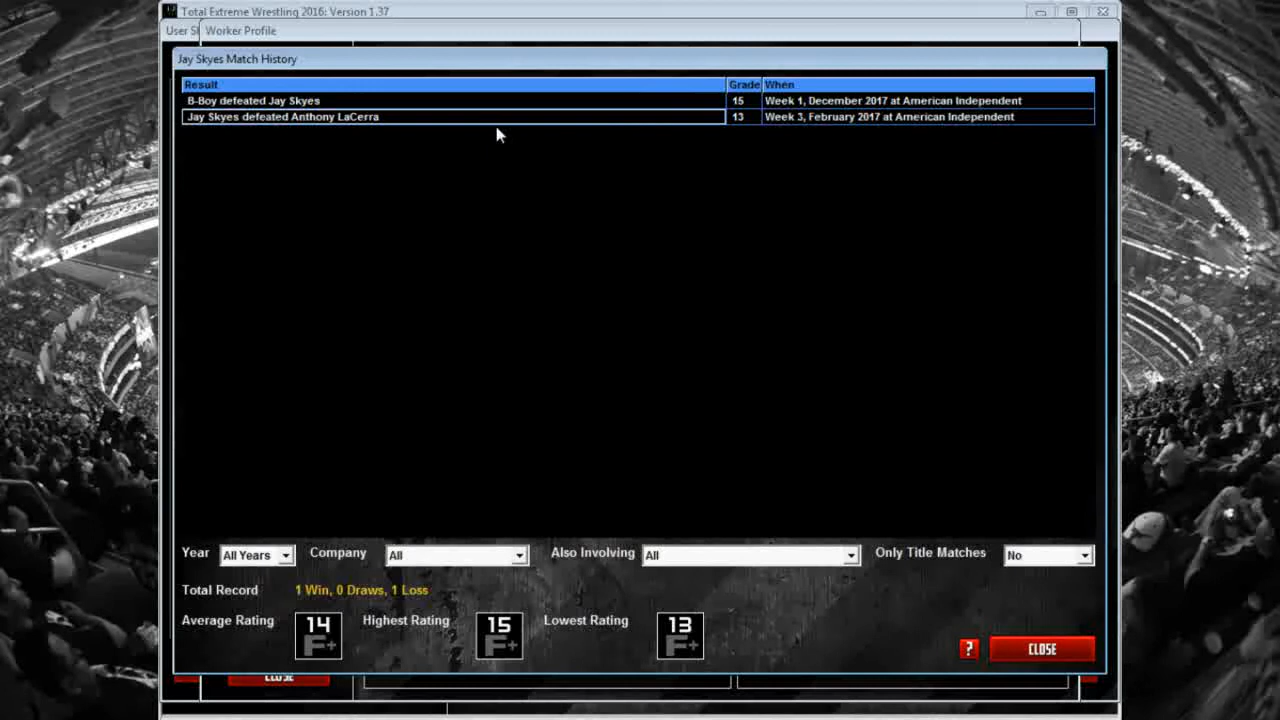 Total Extreme Wrestling 2016: Version 1.37
User S Worker Profile
Jay Skyes Match History
Result Grade When
B-Boy defeated Jay Skyes 15 Week 1, December 2017 at American Independent
Jay Skyes defeated Anthony LaCerra 13 Week 3, February 2017 at American Independent
Year All Years Company All Also Involving All Only Title Matches No
Total Record 1 Win, 0 Draws, 1 Loss
Average Rating 14 F+ Highest Rating 15 F+ Lowest Rating 13 F+
? CLOSE
CLOSE